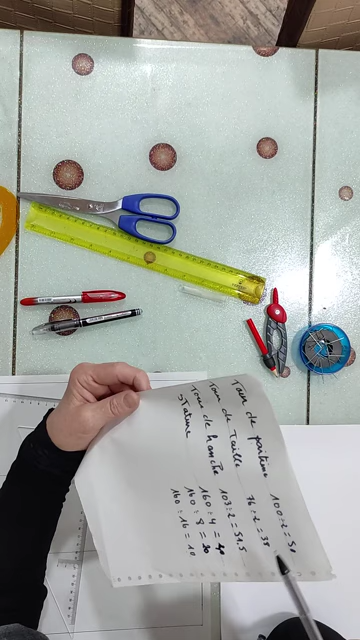 Tour de poitrine 100÷2=50
Tour de Taille 76÷2=38
Tour de hanche 103÷2=51,5
→ Stature 160÷4=40
160÷8=20
160÷16=10